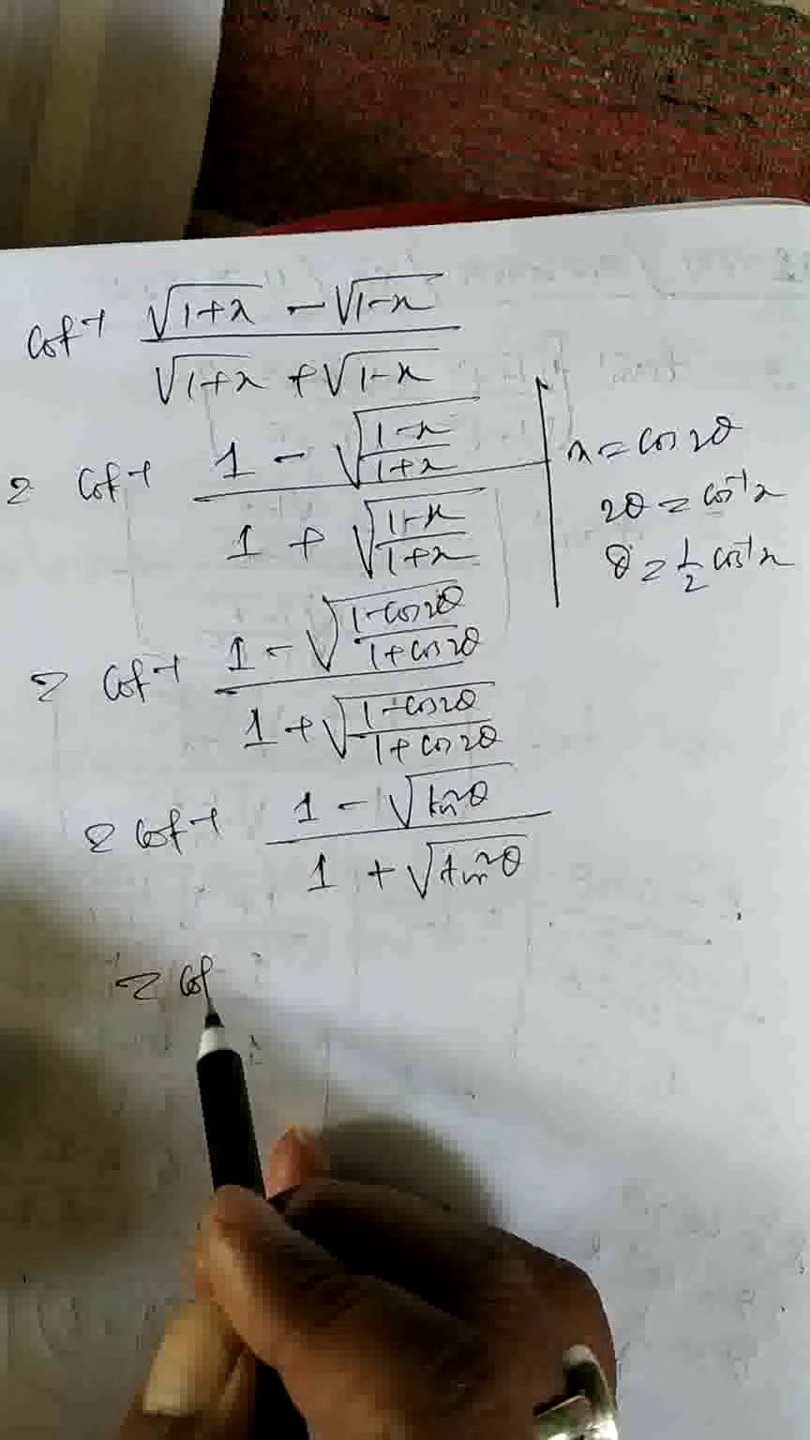 cot⁻¹ (√(1+x) − √(1−x)) / (√(1+x) + √(1−x))
= cot⁻¹ (1 − √((1−x)/(1+x))) / (1 + √((1−x)/(1+x)))
x = cos2θ
2θ = cos⁻¹x
θ = 1/2 cos⁻¹x
= cot⁻¹ (1 − √((1−cos2θ)/(1+cos2θ))) / (1 + √((1−cos2θ)/(1+cos2θ)))
= cot⁻¹ (1 − √(tan²θ)) / (1 + √(tan²θ))
= cot